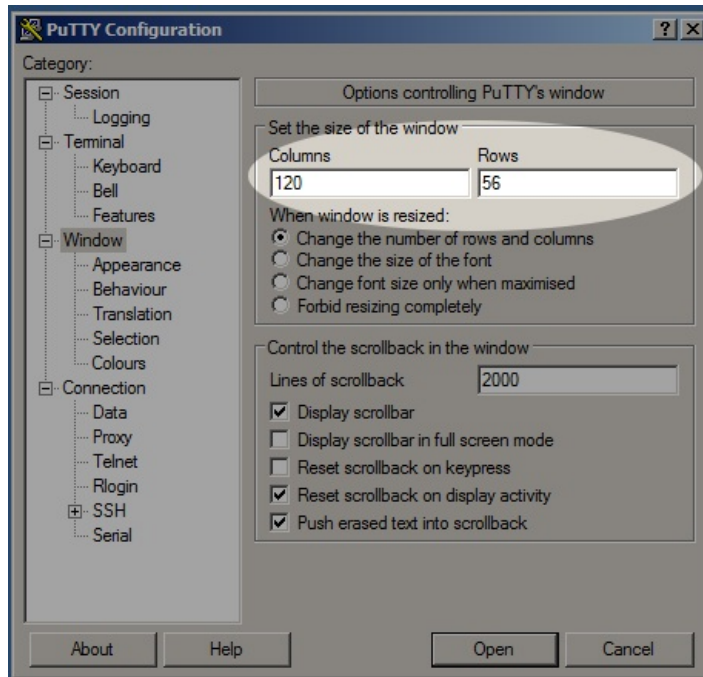 PuTTY Configuration
Category:
Session
Logging
Terminal
Keyboard
Bell
Features
Window
Appearance
Behaviour
Translation
Selection
Colours
Connection
Data
Proxy
Telnet
Rlogin
SSH
Serial
Options controlling PuTTY's window
Set the size of the window
Columns Rows
120 56
When window is resized:
Change the number of rows and columns
Change the size of the font
Change font size only when maximised
Forbid resizing completely
Control the scrollback in the window
Lines of scrollback 2000
Display scrollbar
Display scrollbar in full screen mode
Reset scrollback on keypress
Reset scrollback on display activity
Push erased text into scrollback
About Help Open Cancel